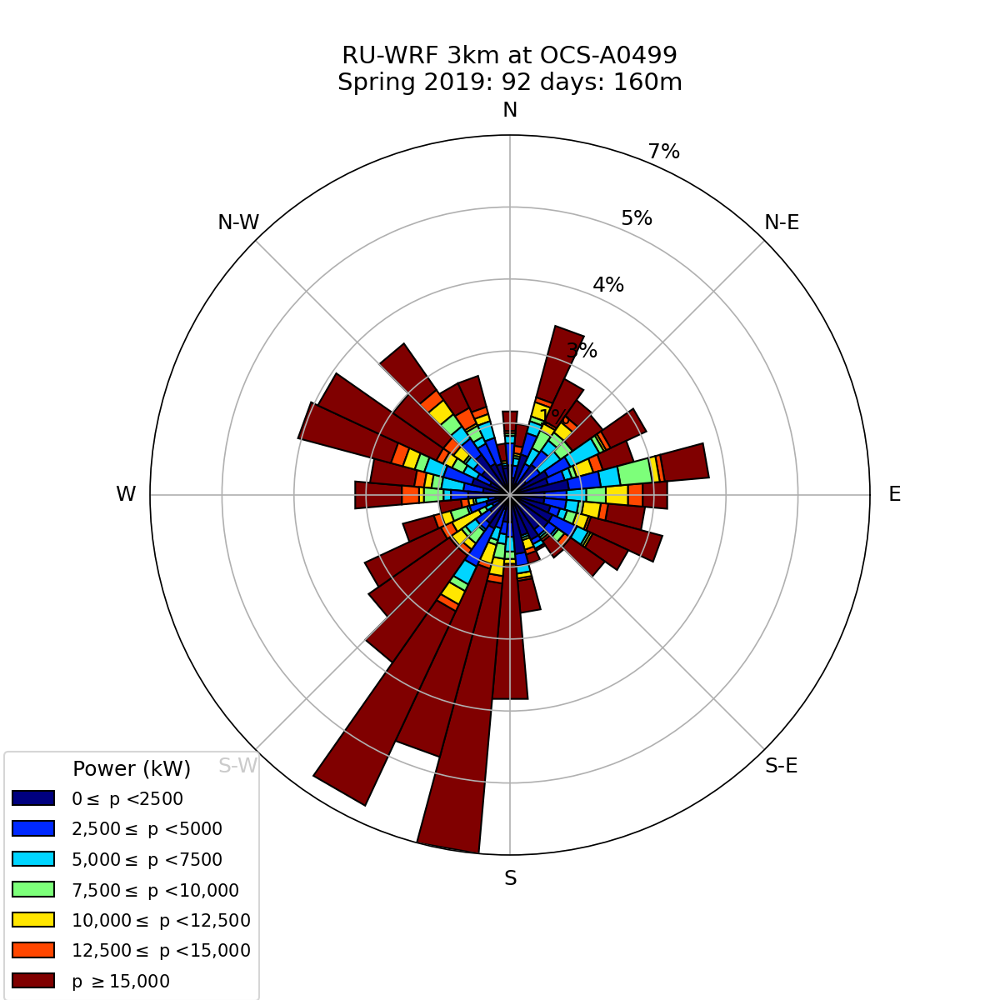 RU-WRF 3km at OCS-A0499
Spring 2019: 92 days: 160m
N
7%
N-W
5%
N-E
4%
3%
1%
W
E
S-W
S-E
S
Power (kW)
0≤ p <2500
2,500≤ p <5000
5,000≤ p <7500
7,500≤ p <10,000
10,000≤ p <12,500
12,500≤ p <15,000
p ≥15,000